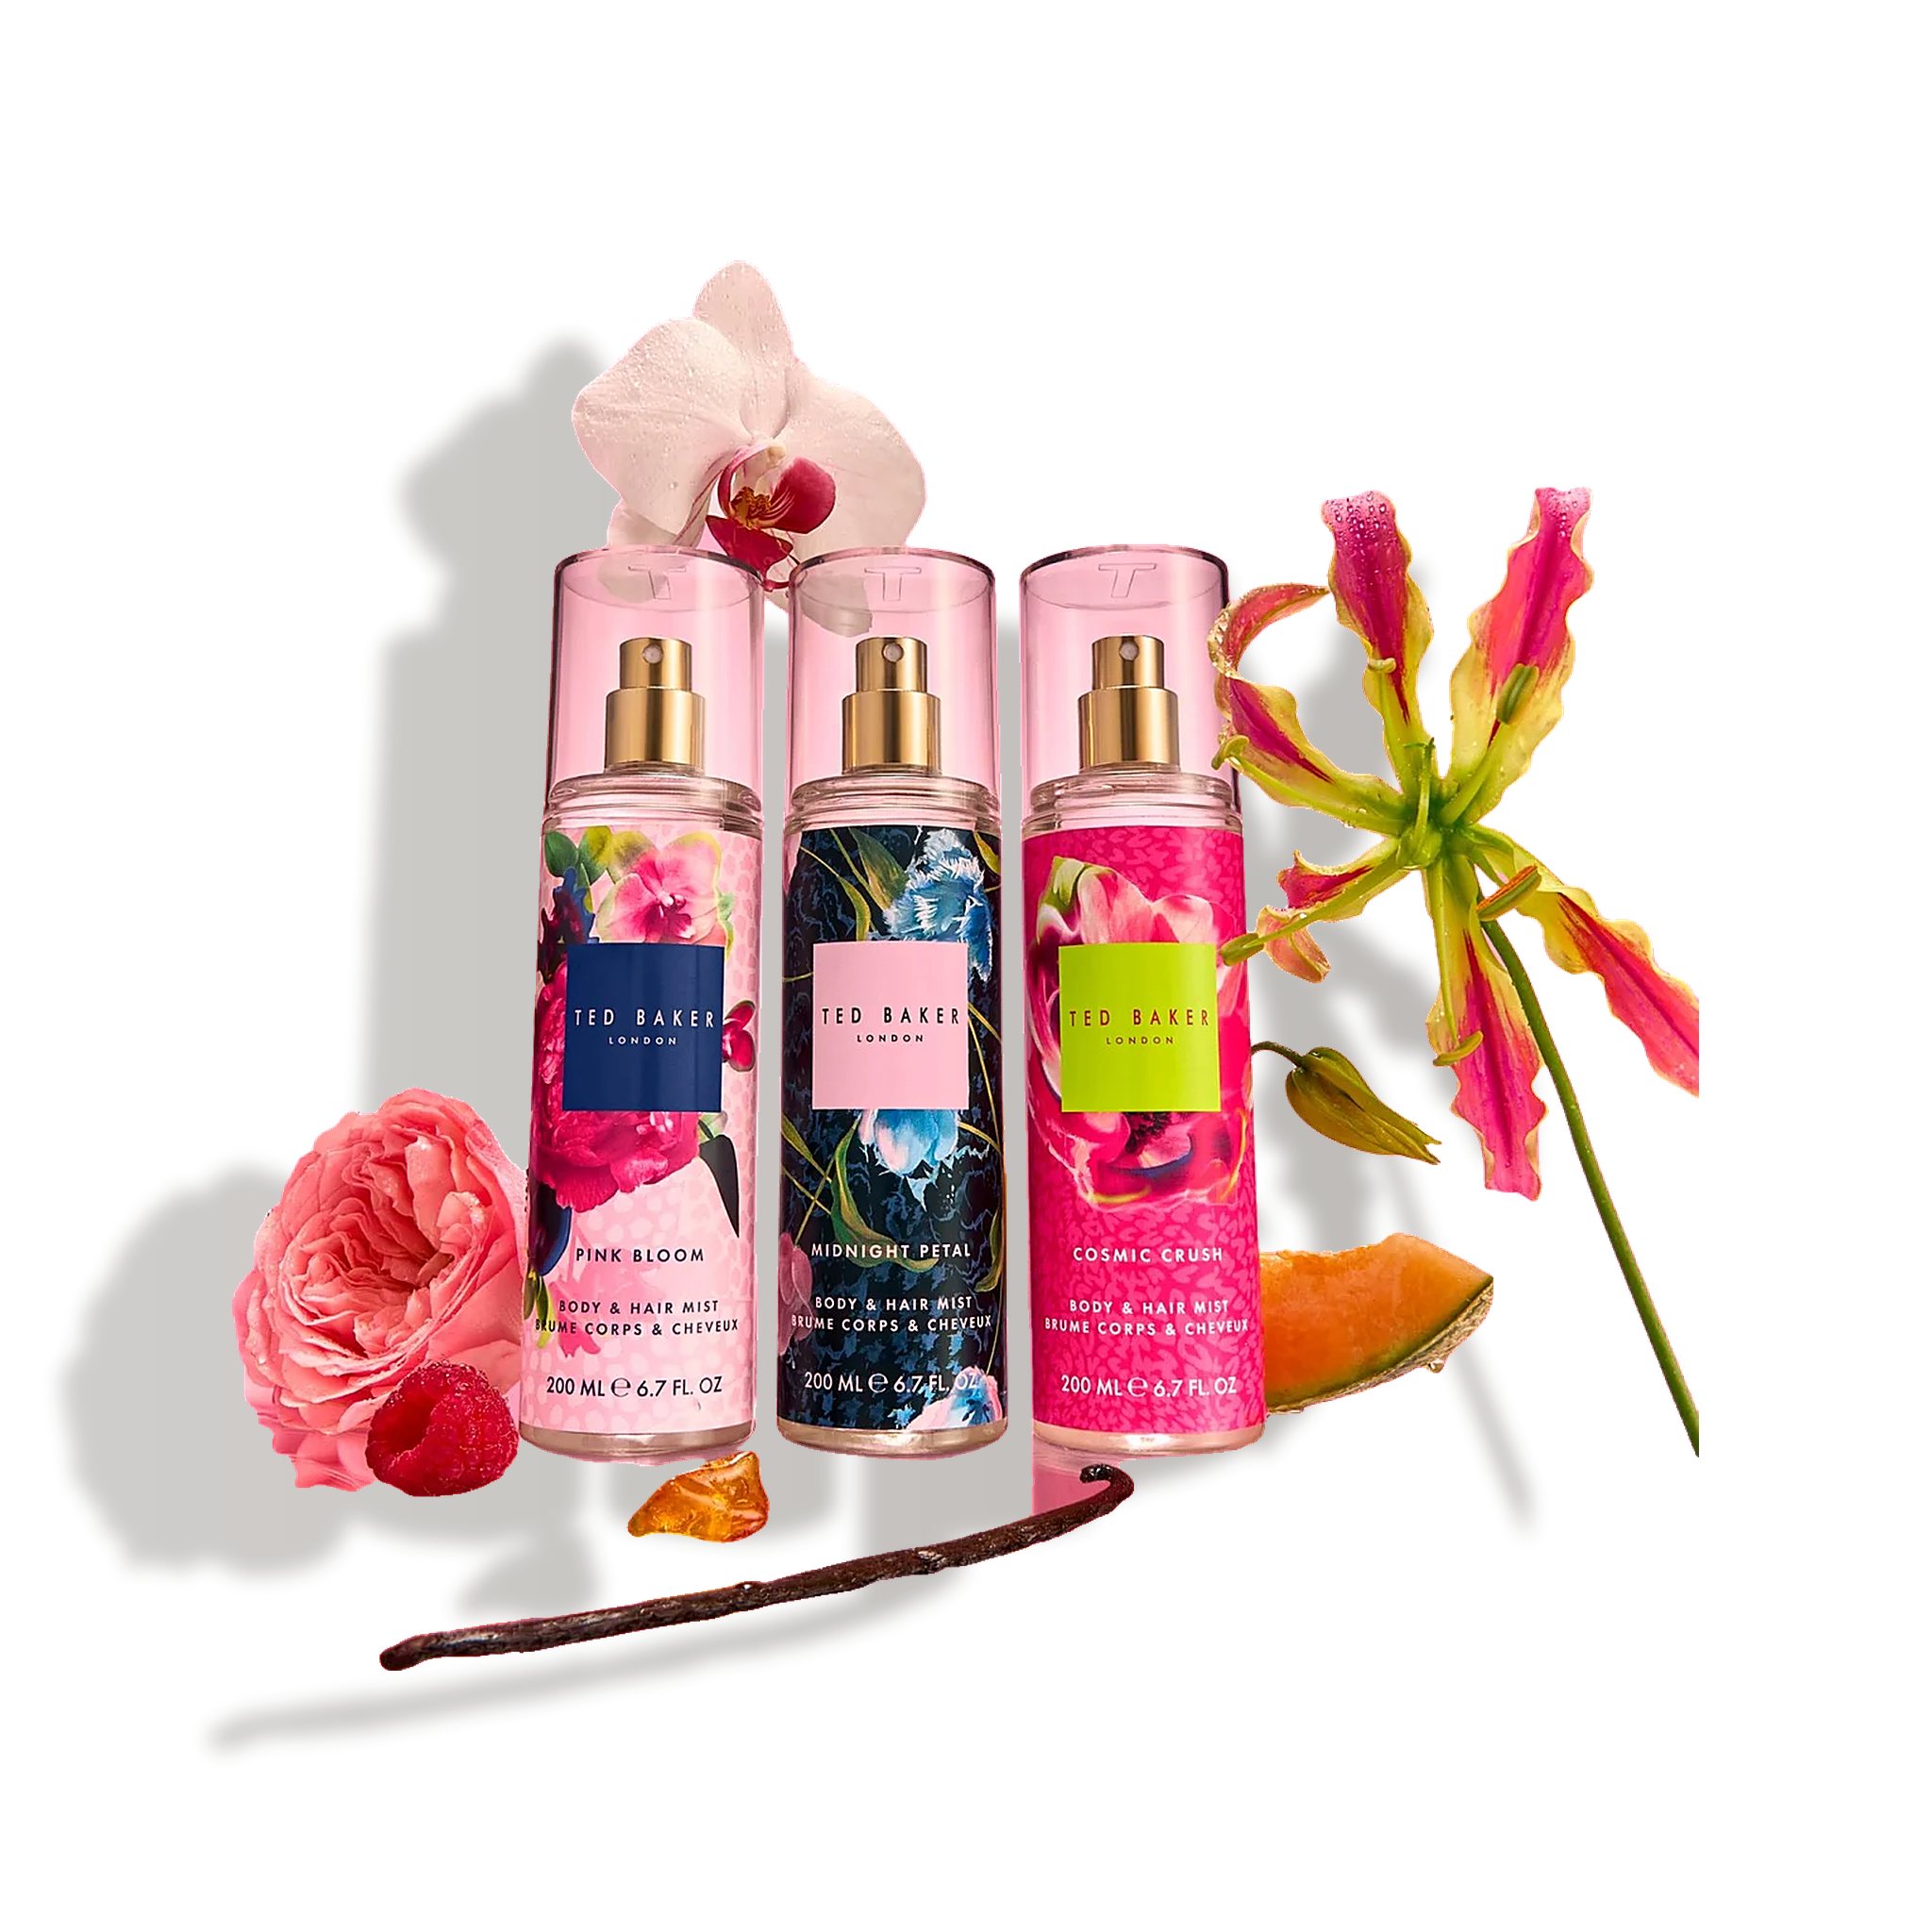 T
T
T
TED BAKER
LONDON
PINK BLOOM
BODY & HAIR MIST
BRUME CORPS & CHEVEUX
200 ML ℮ 6.7 FL. OZ
TED BAKER
LONDON
MIDNIGHT PETAL
BODY & HAIR MIST
BRUME CORPS & CHEVEUX
200 ML ℮ 6.7 FL. OZ
TED BAKER
LONDON
COSMIC CRUSH
BODY & HAIR MIST
BRUME CORPS & CHEVEUX
200 ML ℮ 6.7 FL. OZ